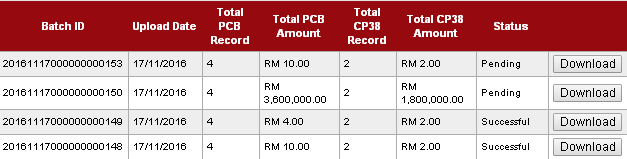 Batch ID Upload Date Total PCB Record Total PCB Amount Total CP38 Record Total CP38 Amount Status
20161117000000000153 17/11/2016 4 RM 10.00 2 RM 2.00 Pending Download
20161117000000000150 17/11/2016 4 RM 3,600,000.00 2 RM 1,800,000.00 Pending Download
20161117000000000149 17/11/2016 4 RM 4.00 2 RM 2.00 Successful Download
20161117000000000148 17/11/2016 4 RM 10.00 2 RM 2.00 Successful Download